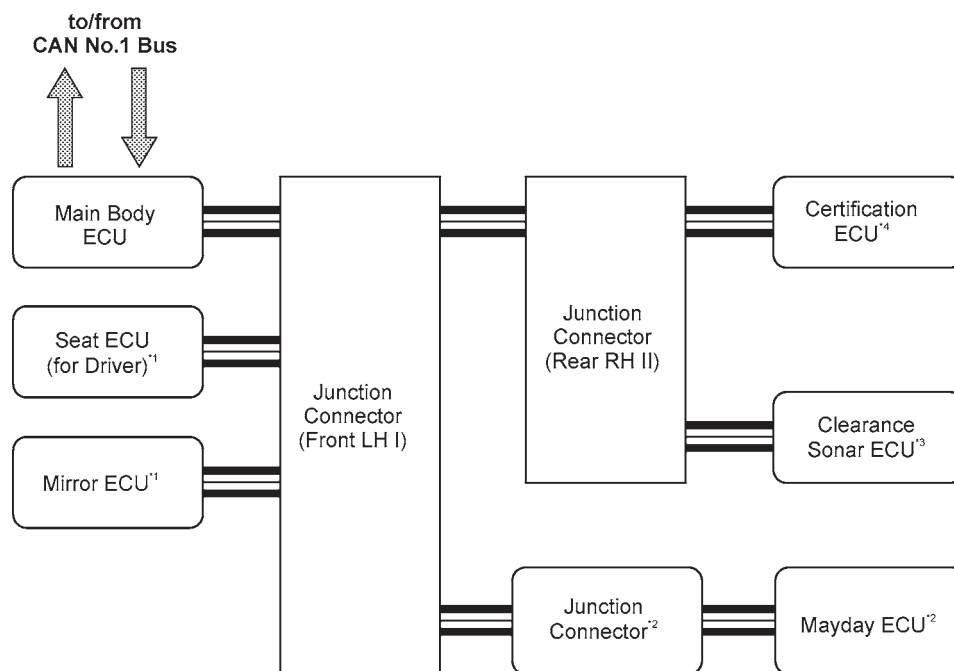 to/from
CAN No.1 Bus
Main Body
ECU
Seat ECU
(for Driver)*1
Mirror ECU*1
Junction
Connector
(Front LH I)
Junction
Connector
(Rear RH II)
Certification
ECU*4
Clearance
Sonar ECU*3
Junction
Connector*2
Mayday ECU*2